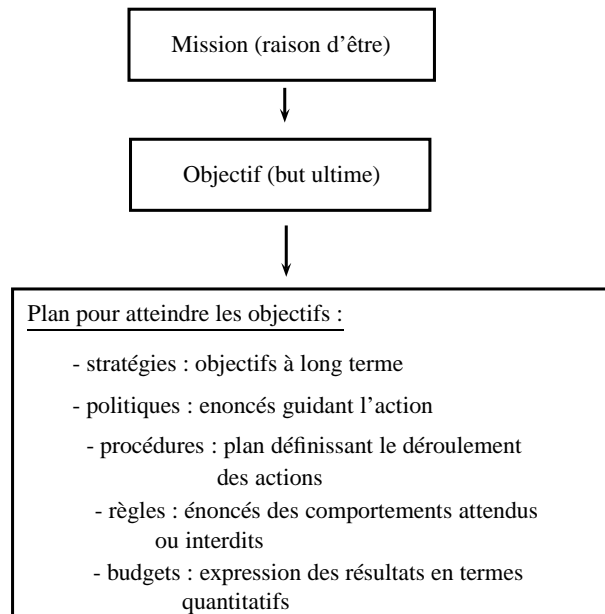 Mission (raison d’être)
Objectif (but ultime)
Plan pour atteindre les objectifs :
- stratégies : objectifs à long terme
- politiques : enoncés guidant l’action
- procédures : plan définissant le déroulement
des actions
- règles : énoncés des comportements attendus
ou interdits
- budgets : expression des résultats en termes
quantitatifs